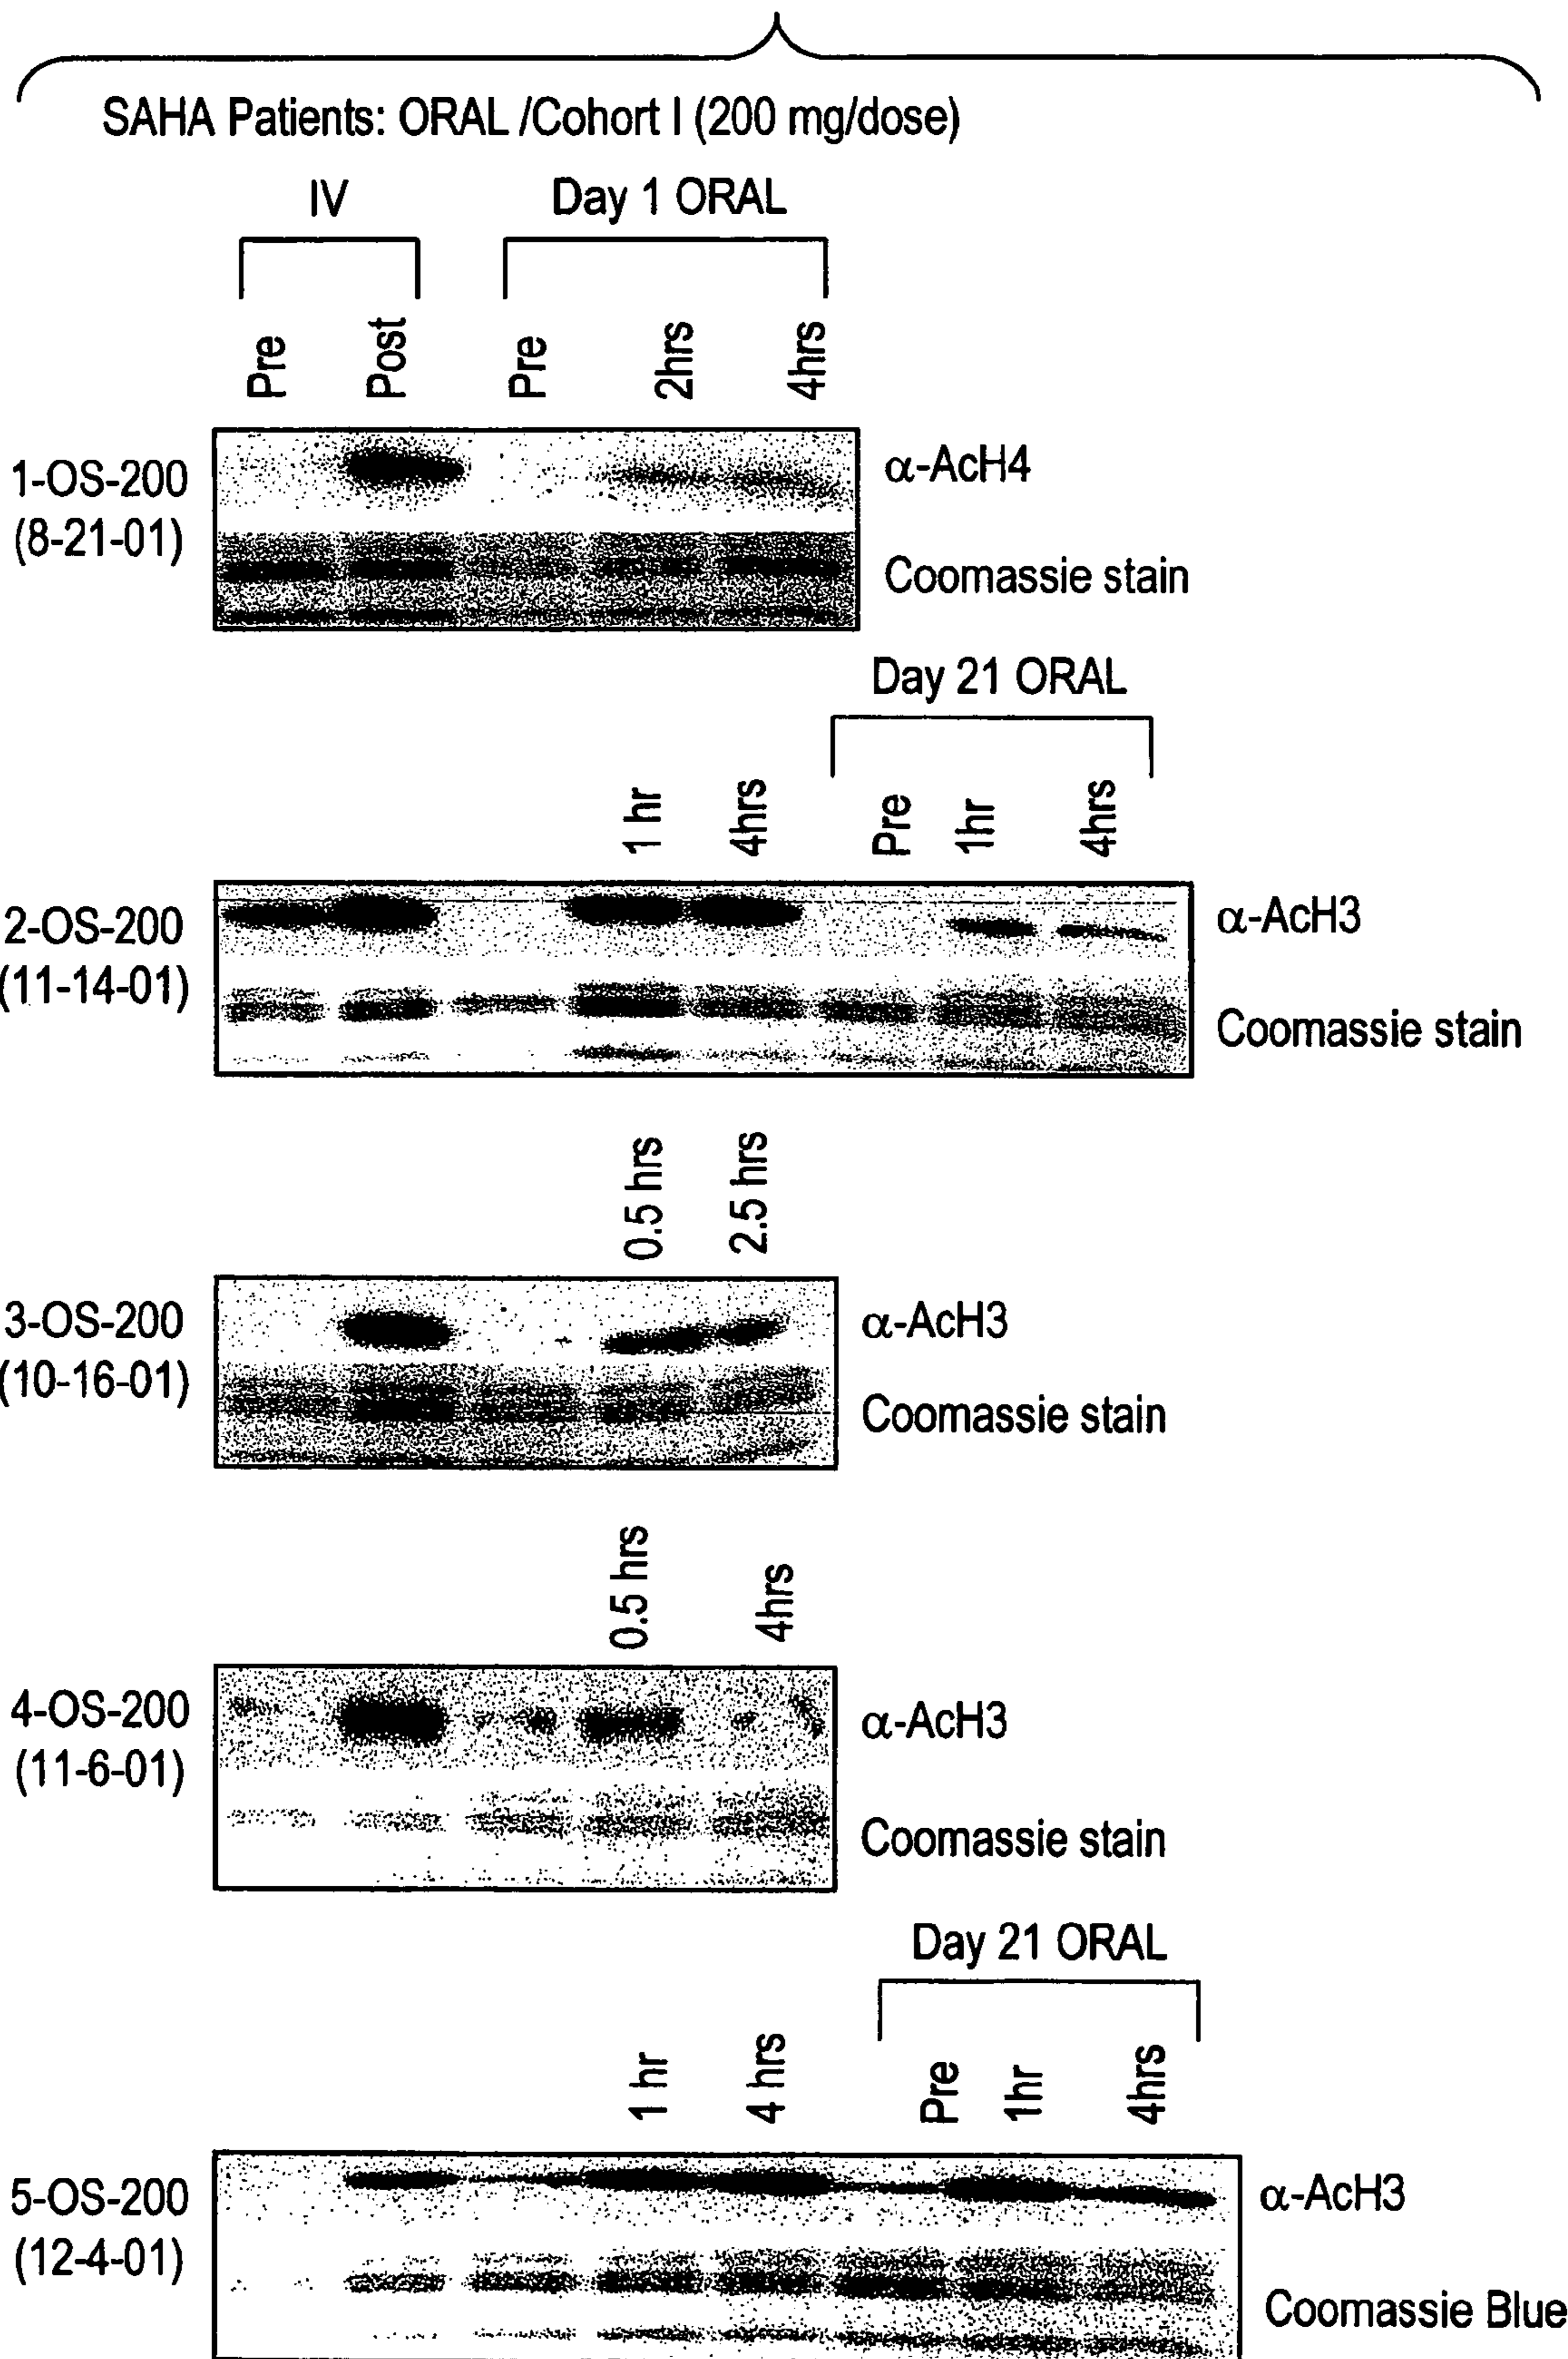 SAHA Patients: ORAL /Cohort I (200 mg/dose)
IV
Day 1 ORAL
Pre
Post
Pre
2hrs
4hrs
1-OS-200
(8-21-01)
α-AcH4
Coomassie stain
Day 21 ORAL
1 hr
4hrs
Pre
1hr
4hrs
2-OS-200
(11-14-01)
α-AcH3
Coomassie stain
0.5 hrs
2.5 hrs
3-OS-200
(10-16-01)
α-AcH3
Coomassie stain
0.5 hrs
4hrs
4-OS-200
(11-6-01)
α-AcH3
Coomassie stain
Day 21 ORAL
1 hr
4 hrs
Pre
1hr
4hrs
5-OS-200
(12-4-01)
α-AcH3
Coomassie Blue